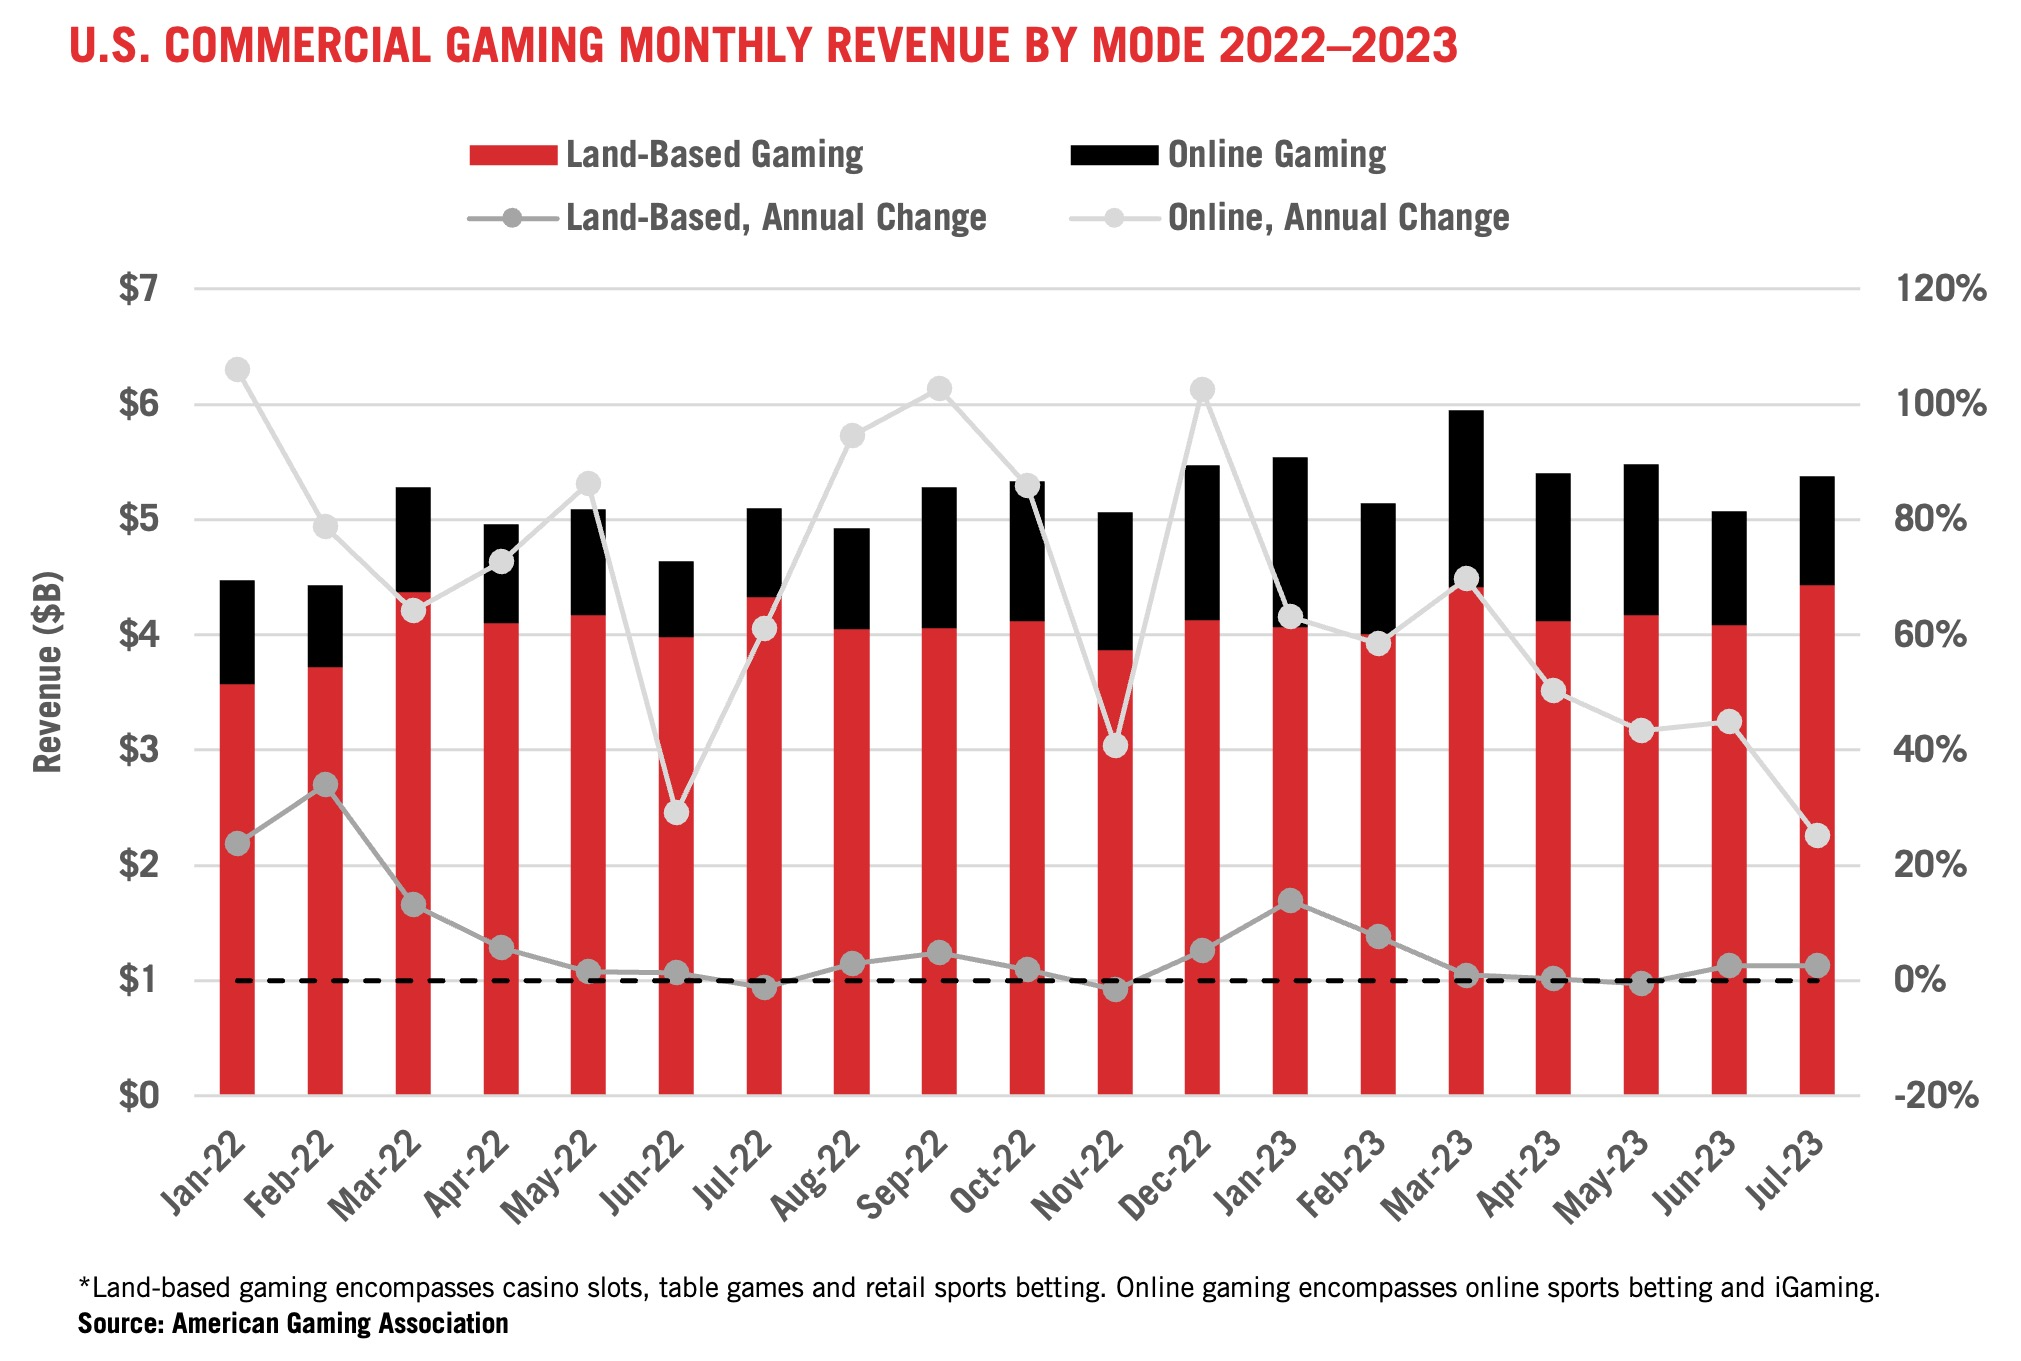 U.S. COMMERCIAL GAMING MONTHLY REVENUE BY MODE 2022–2023
Land-Based Gaming
Online Gaming
Land-Based, Annual Change
Online, Annual Change
$7
$6
$5
$4
$3
$2
$1
$0
Revenue ($B)
120%
100%
80%
60%
40%
20%
0%
-20%
Jan-22
Feb-22
Mar-22
Apr-22
May-22
Jun-22
Jul-22
Aug-22
Sep-22
Oct-22
Nov-22
Dec-22
Jan-23
Feb-23
Mar-23
Apr-23
May-23
Jun-23
Jul-23
*Land-based gaming encompasses casino slots, table games and retail sports betting. Online gaming encompasses online sports betting and iGaming.
Source: American Gaming Association